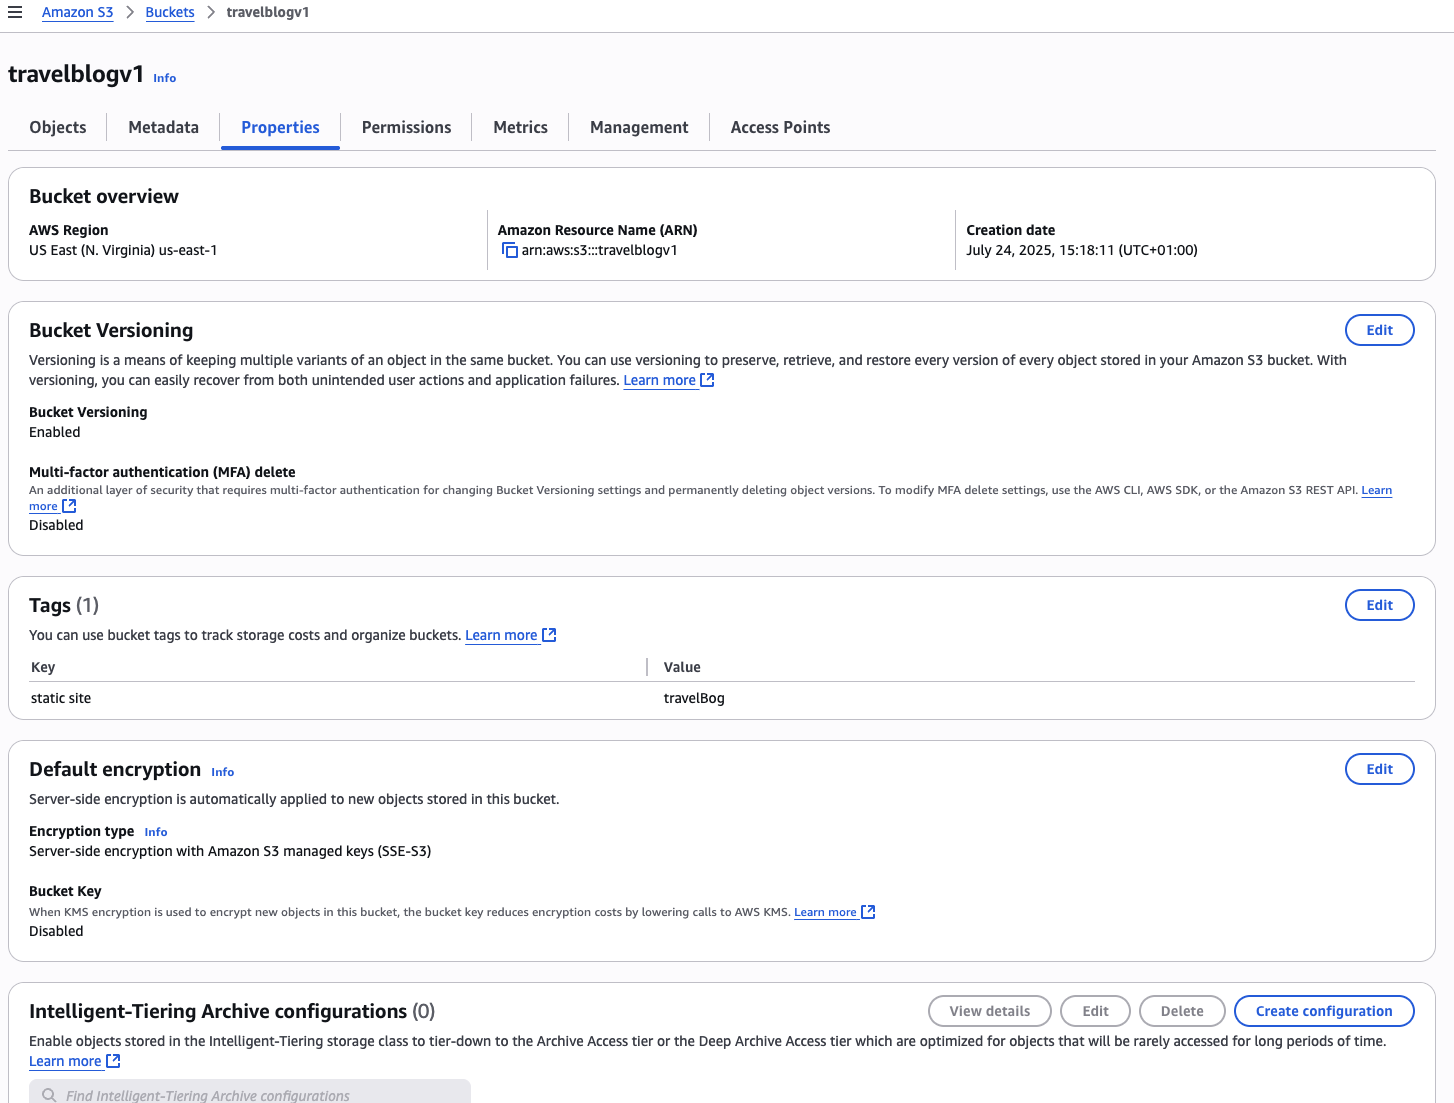 Amazon S3 > Buckets > travelblogv1
travelblogv1 Info
Objects Metadata Properties Permissions Metrics Management Access Points
Bucket overview
AWS Region
US East (N. Virginia) us-east-1
Amazon Resource Name (ARN)
arn:aws:s3:::travelblogv1
Creation date
July 24, 2025, 15:18:11 (UTC+01:00)
Bucket Versioning
Edit
Versioning is a means of keeping multiple variants of an object in the same bucket. You can use versioning to preserve, retrieve, and restore every version of every object stored in your Amazon S3 bucket. With
versioning, you can easily recover from both unintended user actions and application failures. Learn more
Bucket Versioning
Enabled
Multi-factor authentication (MFA) delete
An additional layer of security that requires multi-factor authentication for changing Bucket Versioning settings and permanently deleting object versions. To modify MFA delete settings, use the AWS CLI, AWS SDK, or the Amazon S3 REST API. Learn
more
Disabled
Tags (1)
Edit
You can use bucket tags to track storage costs and organize buckets. Learn more
Key Value
static site travelBog
Default encryption Info
Edit
Server-side encryption is automatically applied to new objects stored in this bucket.
Encryption type Info
Server-side encryption with Amazon S3 managed keys (SSE-S3)
Bucket Key
When KMS encryption is used to encrypt new objects in this bucket, the bucket key reduces encryption costs by lowering calls to AWS KMS. Learn more
Disabled
Intelligent-Tiering Archive configurations (0)
View details Edit Delete Create configuration
Enable objects stored in the Intelligent-Tiering storage class to tier-down to the Archive Access tier or the Deep Archive Access tier which are optimized for objects that will be rarely accessed for long periods of time.
Learn more
Find Intelligent-Tiering Archive configurations